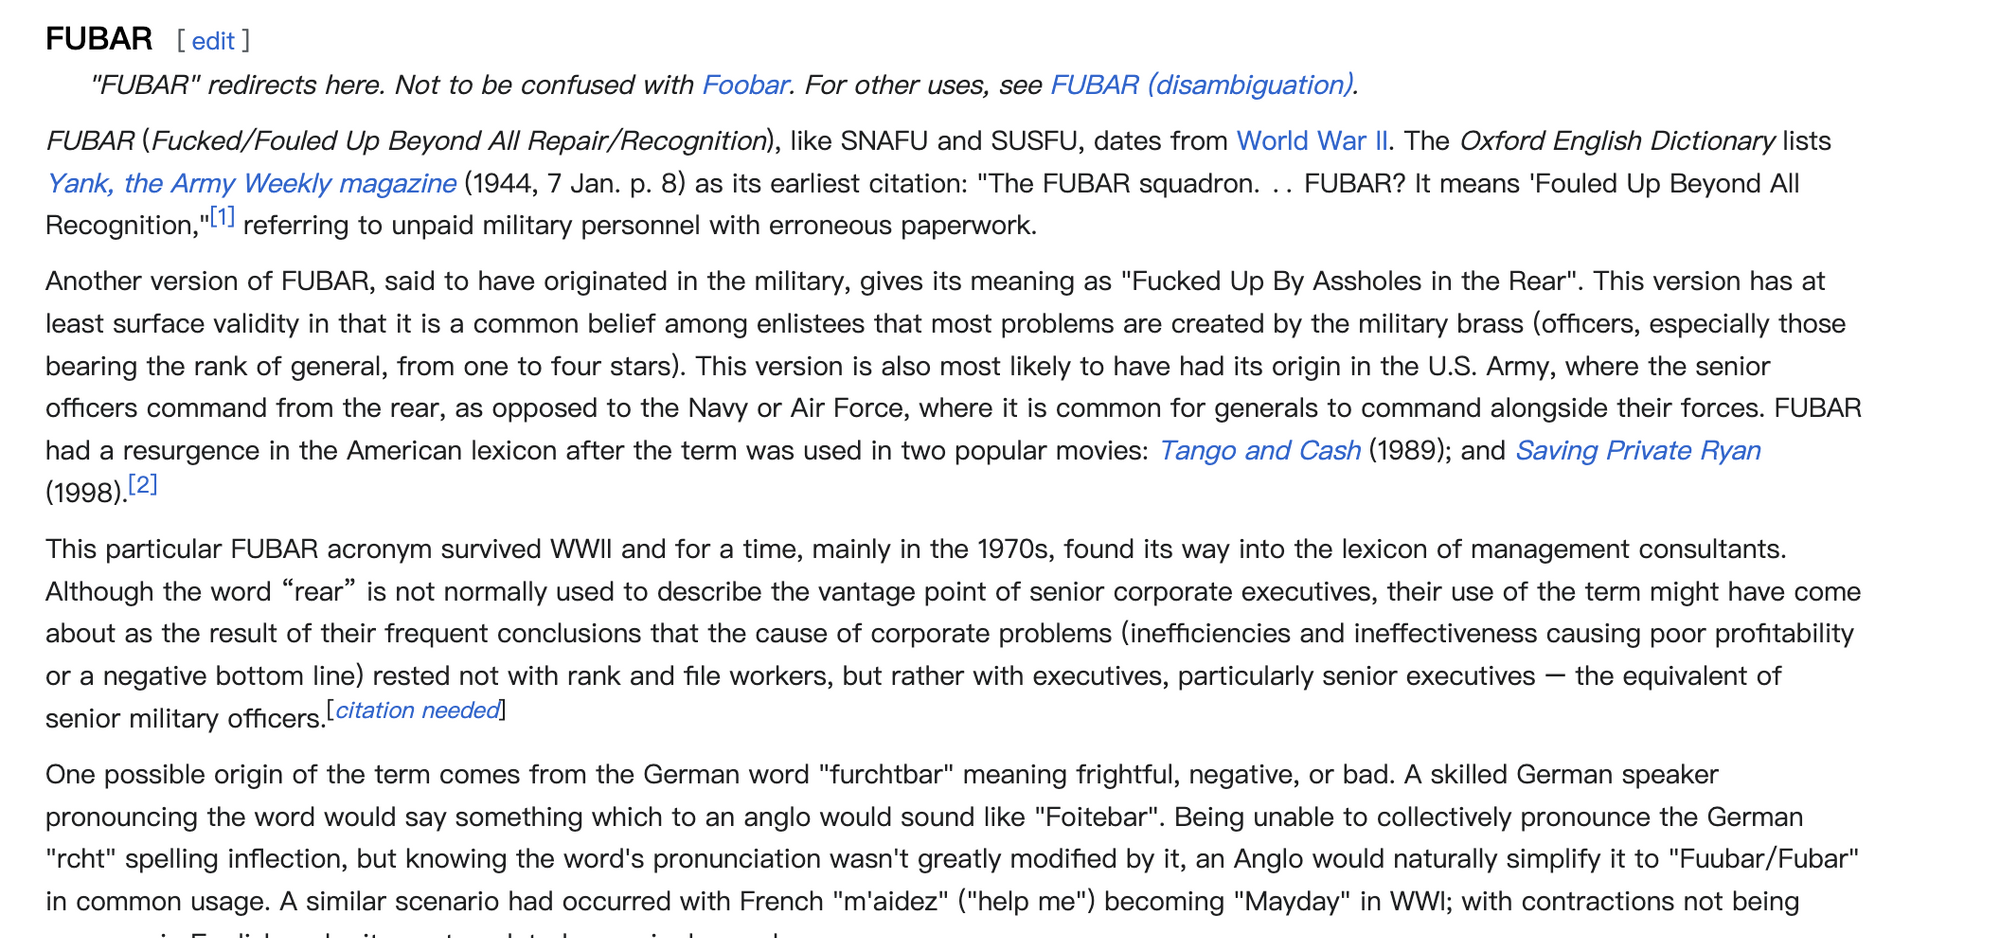 FUBAR [ edit ]
"FUBAR" redirects here. Not to be confused with Foobar. For other uses, see FUBAR (disambiguation).
FUBAR (Fucked/Fouled Up Beyond All Repair/Recognition), like SNAFU and SUSFU, dates from World War II. The Oxford English Dictionary lists
Yank, the Army Weekly magazine (1944, 7 Jan. p. 8) as its earliest citation: "The FUBAR squadron. . . FUBAR? It means 'Fouled Up Beyond All
Recognition,"[1] referring to unpaid military personnel with erroneous paperwork.
Another version of FUBAR, said to have originated in the military, gives its meaning as "Fucked Up By Assholes in the Rear". This version has at
least surface validity in that it is a common belief among enlistees that most problems are created by the military brass (officers, especially those
bearing the rank of general, from one to four stars). This version is also most likely to have had its origin in the U.S. Army, where the senior
officers command from the rear, as opposed to the Navy or Air Force, where it is common for generals to command alongside their forces. FUBAR
had a resurgence in the American lexicon after the term was used in two popular movies: Tango and Cash (1989); and Saving Private Ryan
(1998).[2]
This particular FUBAR acronym survived WWII and for a time, mainly in the 1970s, found its way into the lexicon of management consultants.
Although the word “rear” is not normally used to describe the vantage point of senior corporate executives, their use of the term might have come
about as the result of their frequent conclusions that the cause of corporate problems (inefficiencies and ineffectiveness causing poor profitability
or a negative bottom line) rested not with rank and file workers, but rather with executives, particularly senior executives — the equivalent of
senior military officers.[citation needed]
One possible origin of the term comes from the German word "furchtbar" meaning frightful, negative, or bad. A skilled German speaker
pronouncing the word would say something which to an anglo would sound like "Foitebar". Being unable to collectively pronounce the German
"rcht" spelling inflection, but knowing the word's pronunciation wasn't greatly modified by it, an Anglo would naturally simplify it to "Fuubar/Fubar"
in common usage. A similar scenario had occurred with French "m'aidez" ("help me") becoming "Mayday" in WWI; with contractions not being